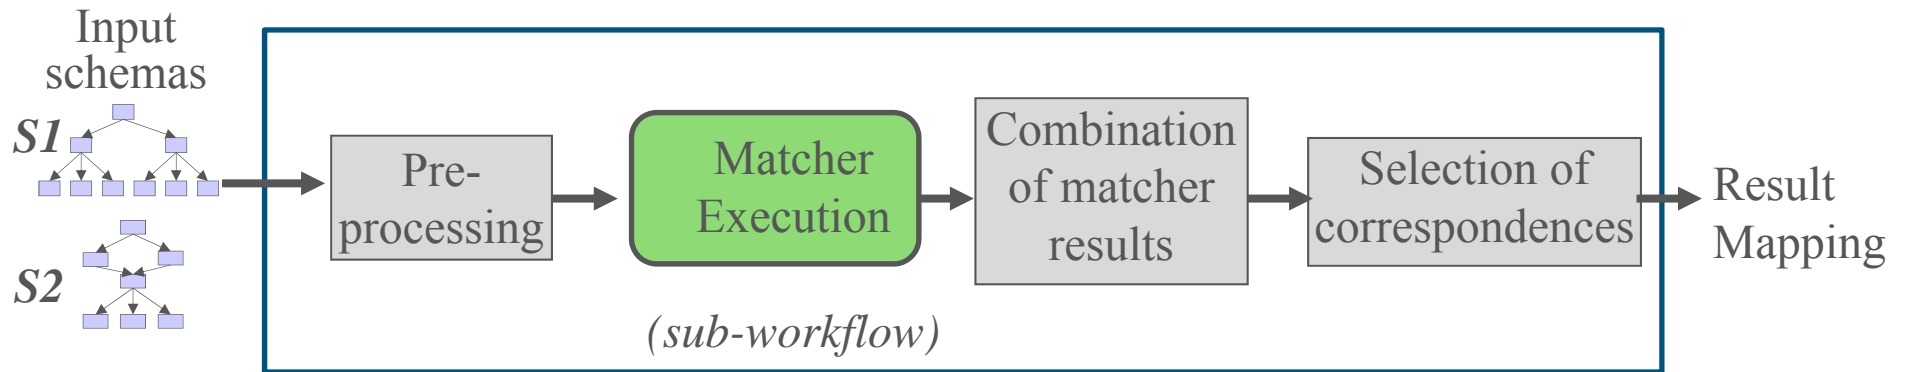 Input
schemas
S1
S2
Pre-
processing
Matcher
Execution
(sub-workflow)
Combination
of matcher
results
Selection of
correspondences
Result
Mapping